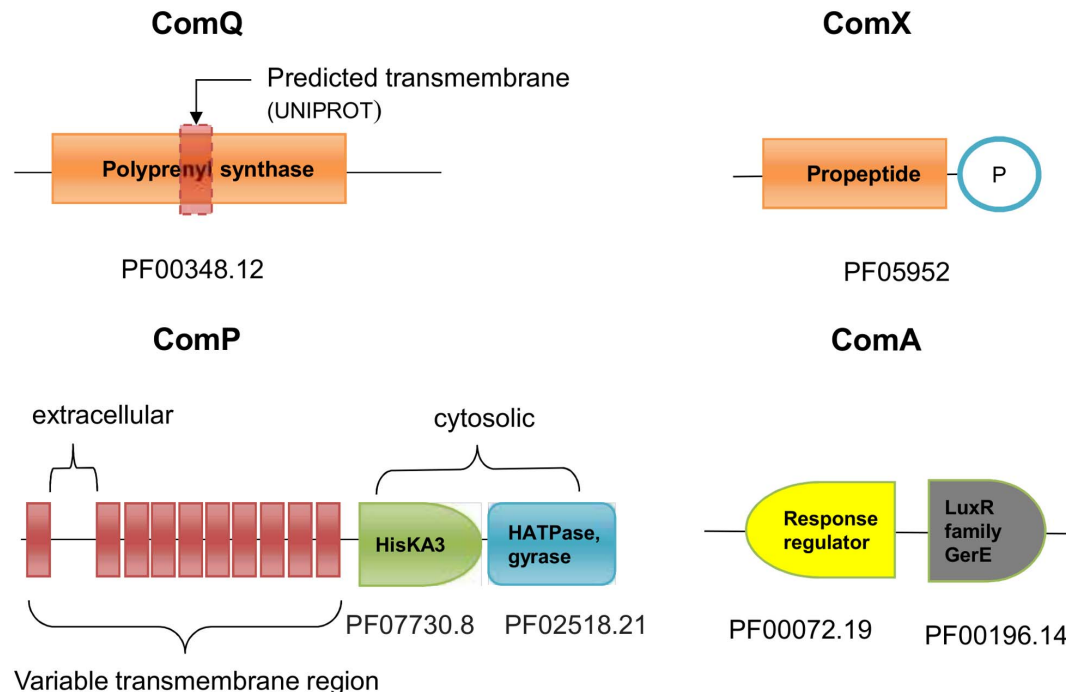 ComQ
ComX
Predicted transmembrane
(UNIPROT)
Polyprenyl synthase
Propeptide
P
PF00348.12
PF05952
ComP
ComA
extracellular
cytosolic
HisKA3
HATPase,
gyrase
Response
regulator
LuxR
family
GerE
PF07730.8
PF02518.21
PF00072.19
PF00196.14
Variable transmembrane region